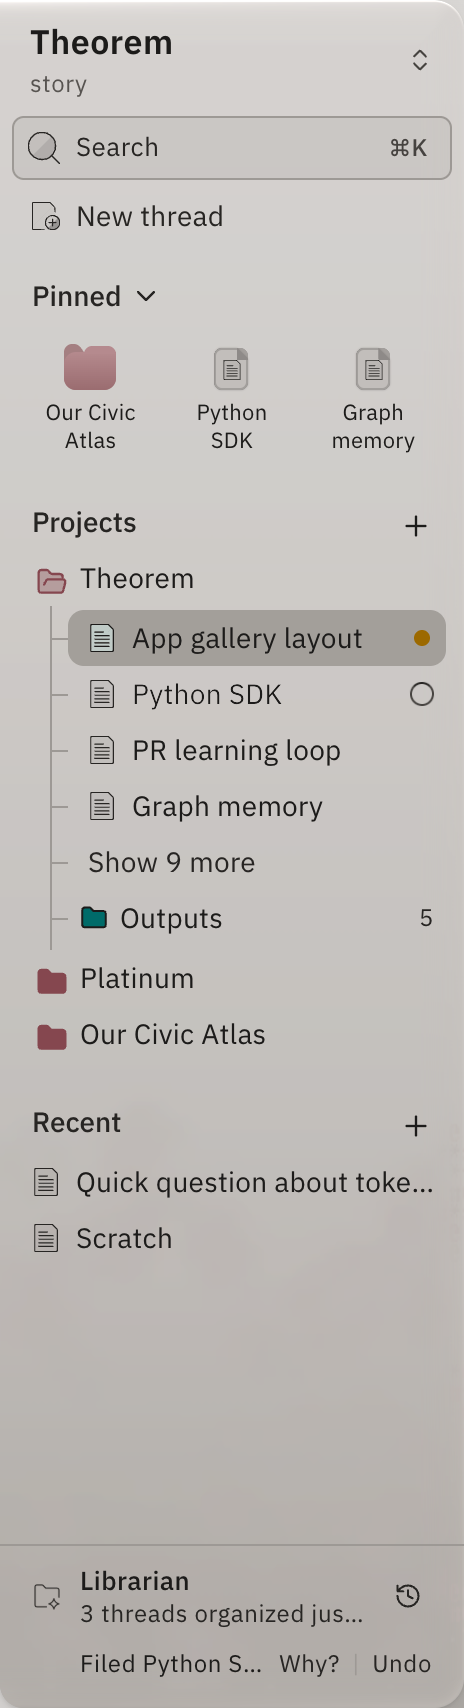 Theorem
story
Search ⌘K
New thread
Pinned
Our Civic
Atlas
Python
SDK
Graph
memory
Projects
Theorem
App gallery layout
Python SDK
PR learning loop
Graph memory
Show 9 more
Outputs 5
Platinum
Our Civic Atlas
Recent
Quick question about toke...
Scratch
Librarian
3 threads organized jus...
Filed Python S... Why? | Undo